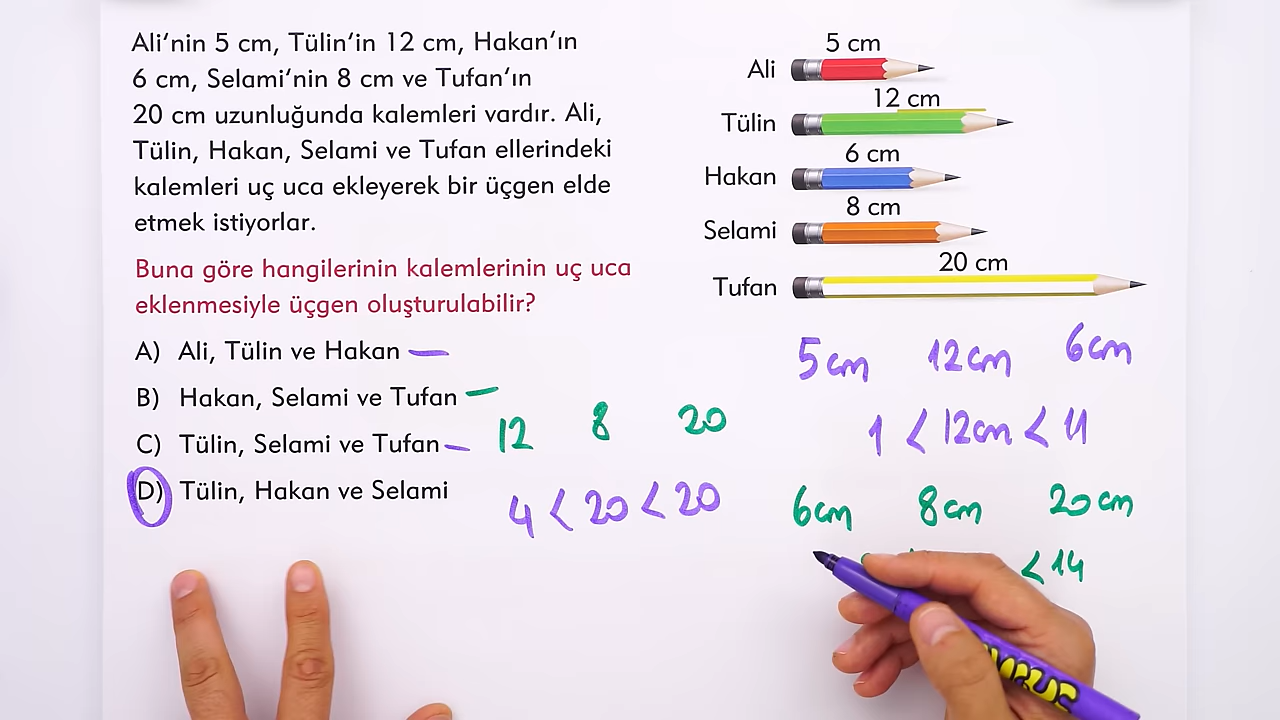 Ali'nin 5 cm, Tülin'in 12 cm, Hakan'ın
6 cm, Selami'nin 8 cm ve Tufan'ın
20 cm uzunluğunda kalemleri vardır. Ali,
Tülin, Hakan, Selami ve Tufan ellerindeki
kalemleri uç uca ekleyerek bir üçgen elde
etmek istiyorlar.
Buna göre hangilerinin kalemlerinin uç uca
eklenmesiyle üçgen oluşturulabilir?
A) Ali, Tülin ve Hakan
B) Hakan, Selami ve Tufan
C) Tülin, Selami ve Tufan
D) Tülin, Hakan ve Selami
12 8 20
4 < 20 < 20
5 cm
Ali
12 cm
Tülin
6 cm
Hakan
8 cm
Selami
20 cm
Tufan
5cm 12cm 6cm
1 < 12cm < 11
6cm 8cm 20cm
< 14